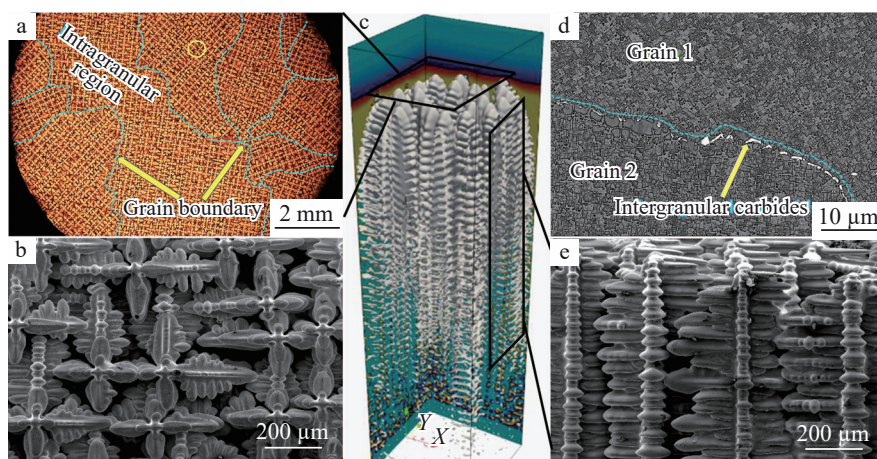 a
Intragranular
region
Grain boundary
2 mm
b
200 µm
c
Y
X
d
Grain 1
Grain 2
Intergranular carbides
10 µm
e
200 µm